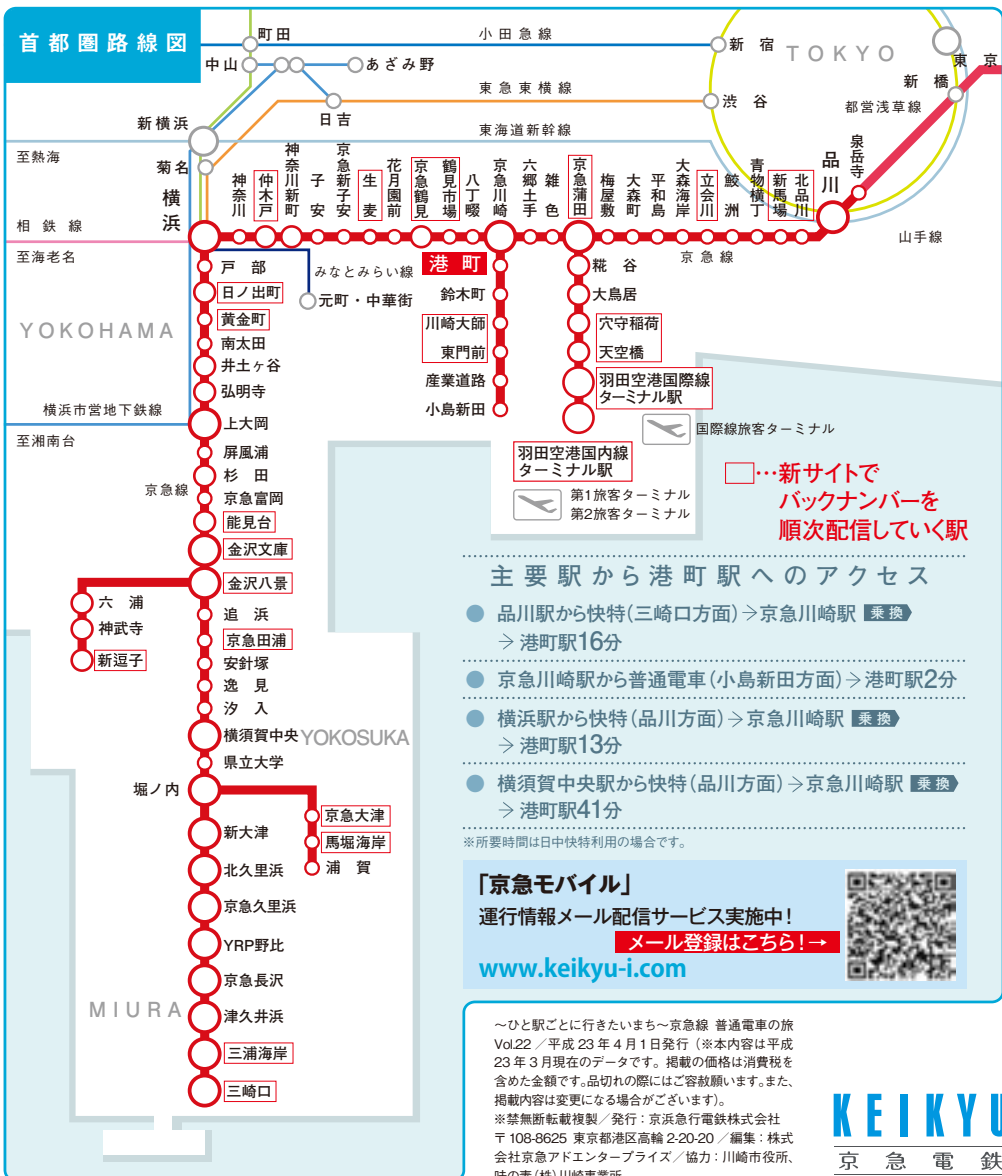 首都圏路線図
町田
小田急線
新宿
TOKYO
中山
あざみ野
東京
新橋
東急東横線
渋谷
都営浅草線
日吉
新横浜
東海道新幹線
至熱海
菊名
横浜
神奈川
仲木戸
神奈川新町
子安
京急新子安
生麦
花月園前
京急鶴見
鶴見市場
八丁畷
京急川崎
六郷土手
雑色
京急蒲田
梅屋敷
大森町
平和島
大森海岸
立会川
鮫洲
青物横丁
新馬場
北品川
品川
泉岳寺
相鉄線
山手線
至海老名
京急線
戸部
みなとみらい線
元町・中華街
港町
鈴木町
川崎大師
東門前
産業道路
小島新田
糀谷
大鳥居
穴守稲荷
天空橋
羽田空港国際線
ターミナル駅
国際線旅客ターミナル
羽田空港国内線
ターミナル駅
第1旅客ターミナル
第2旅客ターミナル
YOKOHAMA
日ノ出町
黄金町
南太田
井土ヶ谷
弘明寺
横浜市営地下鉄線
上大岡
至湘南台
屏風浦
杉田
京急線
京急富岡
能見台
金沢文庫
金沢八景
六浦
神武寺
新逗子
追浜
京急田浦
安針塚
逸見
汐入
横須賀中央
YOKOSUKA
県立大学
堀ノ内
京急大津
馬堀海岸
浦賀
新大津
北久里浜
京急久里浜
YRP野比
京急長沢
MIURA
津久井浜
三浦海岸
三崎口
…新サイトで
バックナンバーを
順次配信していく駅
主要駅から港町駅へのアクセス
● 品川駅から快特(三崎口方面)→京急川崎駅 乗換
→ 港町駅16分
● 京急川崎駅から普通電車(小島新田方面)→港町駅2分
● 横浜駅から快特(品川方面)→京急川崎駅 乗換
→ 港町駅13分
● 横須賀中央駅から快特(品川方面)→京急川崎駅 乗換
→ 港町駅41分
※所要時間は日中快特利用の場合です。
「京急モバイル」
運行情報メール配信サービス実施中!
メール登録はこちら!→
www.keikyu-i.com
〜ひと駅ごとに行きたいまち〜京急線 普通電車の旅
Vol.22 ／平成 23 年 4 月 1 日発行（※本内容は平成
23 年 3 月現在のデータです。掲載の価格は消費税を
含めた金額です。品切れの際にはご容赦願います。また、
掲載内容は変更になる場合がございます）。
※禁無断転載複製／発行：京浜急行電鉄株式会社
〒108-8625 東京都港区高輪 2-20-20 ／編集：株式
会社京急アドエンタープライズ／協力：川崎市役所、
味の素(株)川崎事業所
KEIKYU
京急電鉄